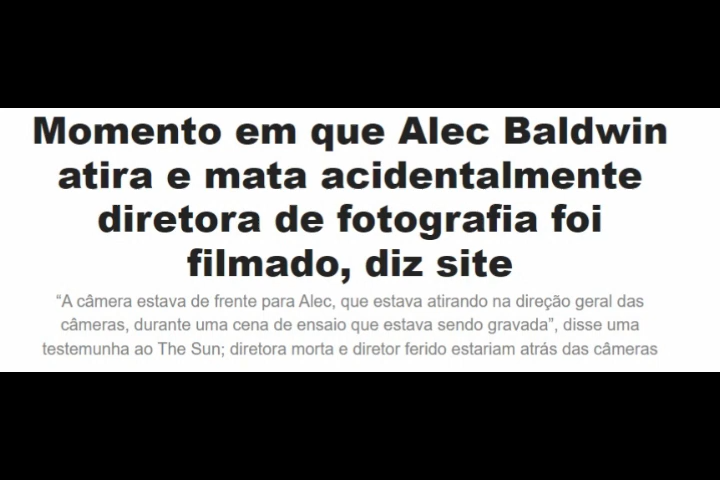 Momento em que Alec Baldwin
atira e mata acidentalmente
diretora de fotografia foi
filmado, diz site
“A câmera estava de frente para Alec, que estava atirando na direção geral das
câmeras, durante uma cena de ensaio que estava sendo gravada”, disse uma
testemunha ao The Sun; diretora morta e diretor ferido estariam atrás das câmeras